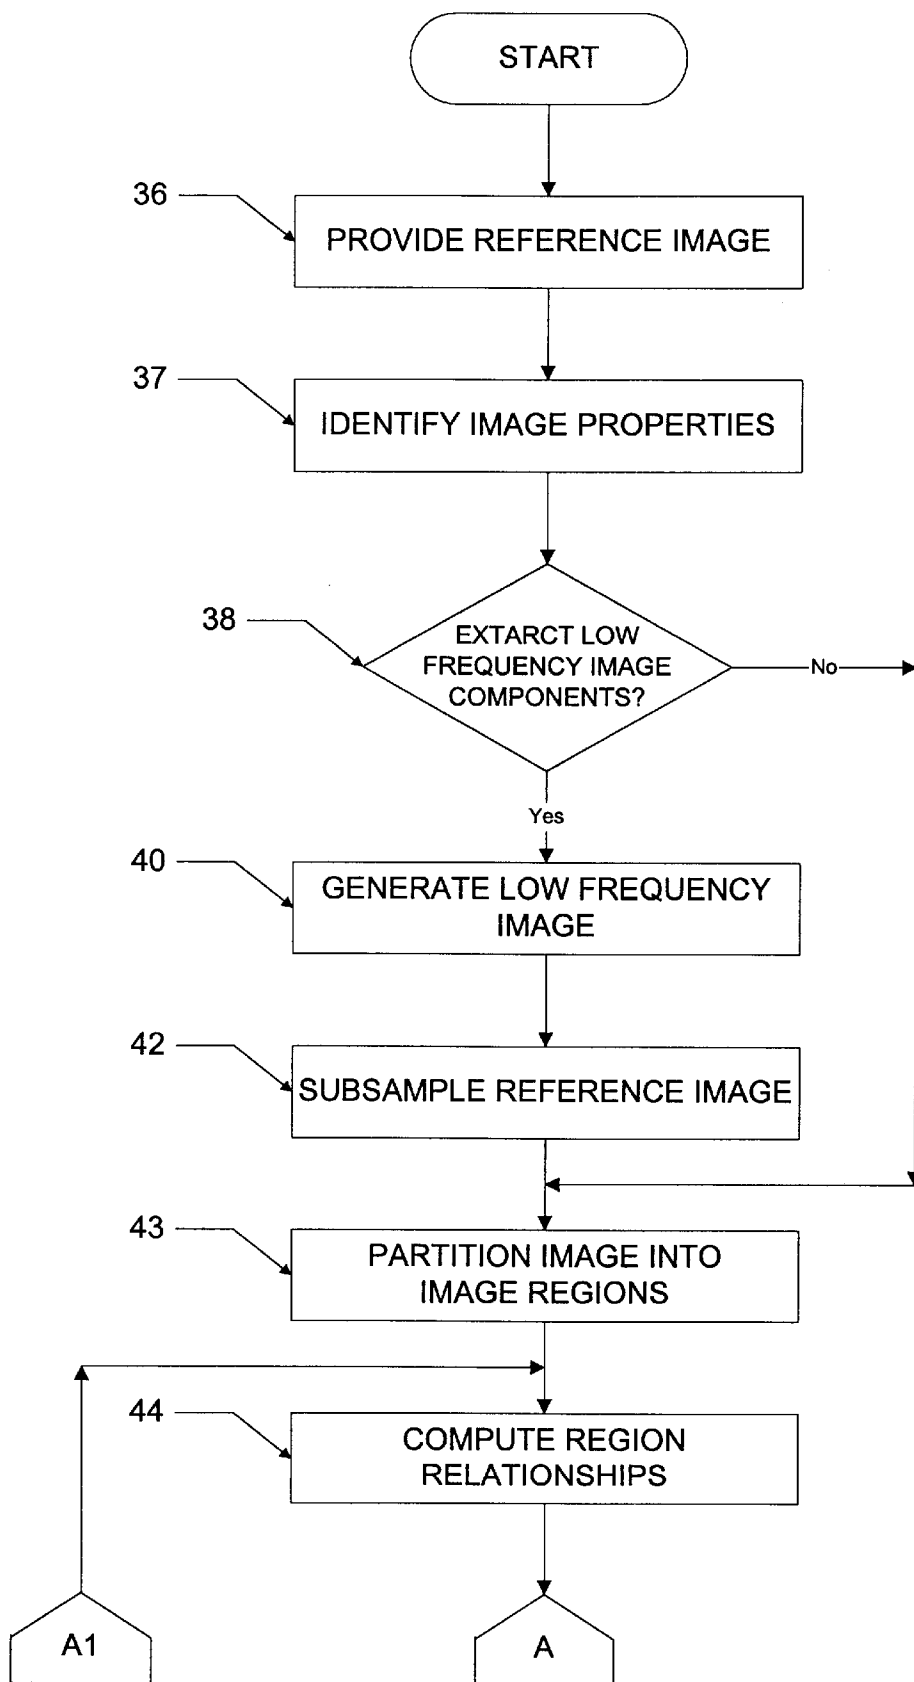 START
36
PROVIDE REFERENCE IMAGE
37
IDENTIFY IMAGE PROPERTIES
38
EXTARCT LOW
FREQUENCY IMAGE
COMPONENTS?
No
Yes
40
GENERATE LOW FREQUENCY
IMAGE
42
SUBSAMPLE REFERENCE IMAGE
43
PARTITION IMAGE INTO
IMAGE REGIONS
44
COMPUTE REGION
RELATIONSHIPS
A1
A